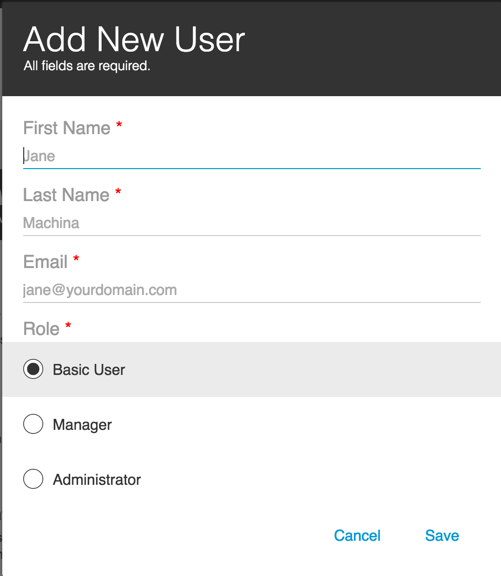 Add New User
All fields are required.
First Name *
Jane
Last Name *
Machina
Email *
jane@yourdomain.com
Role *
Basic User
Manager
Administrator
Cancel Save